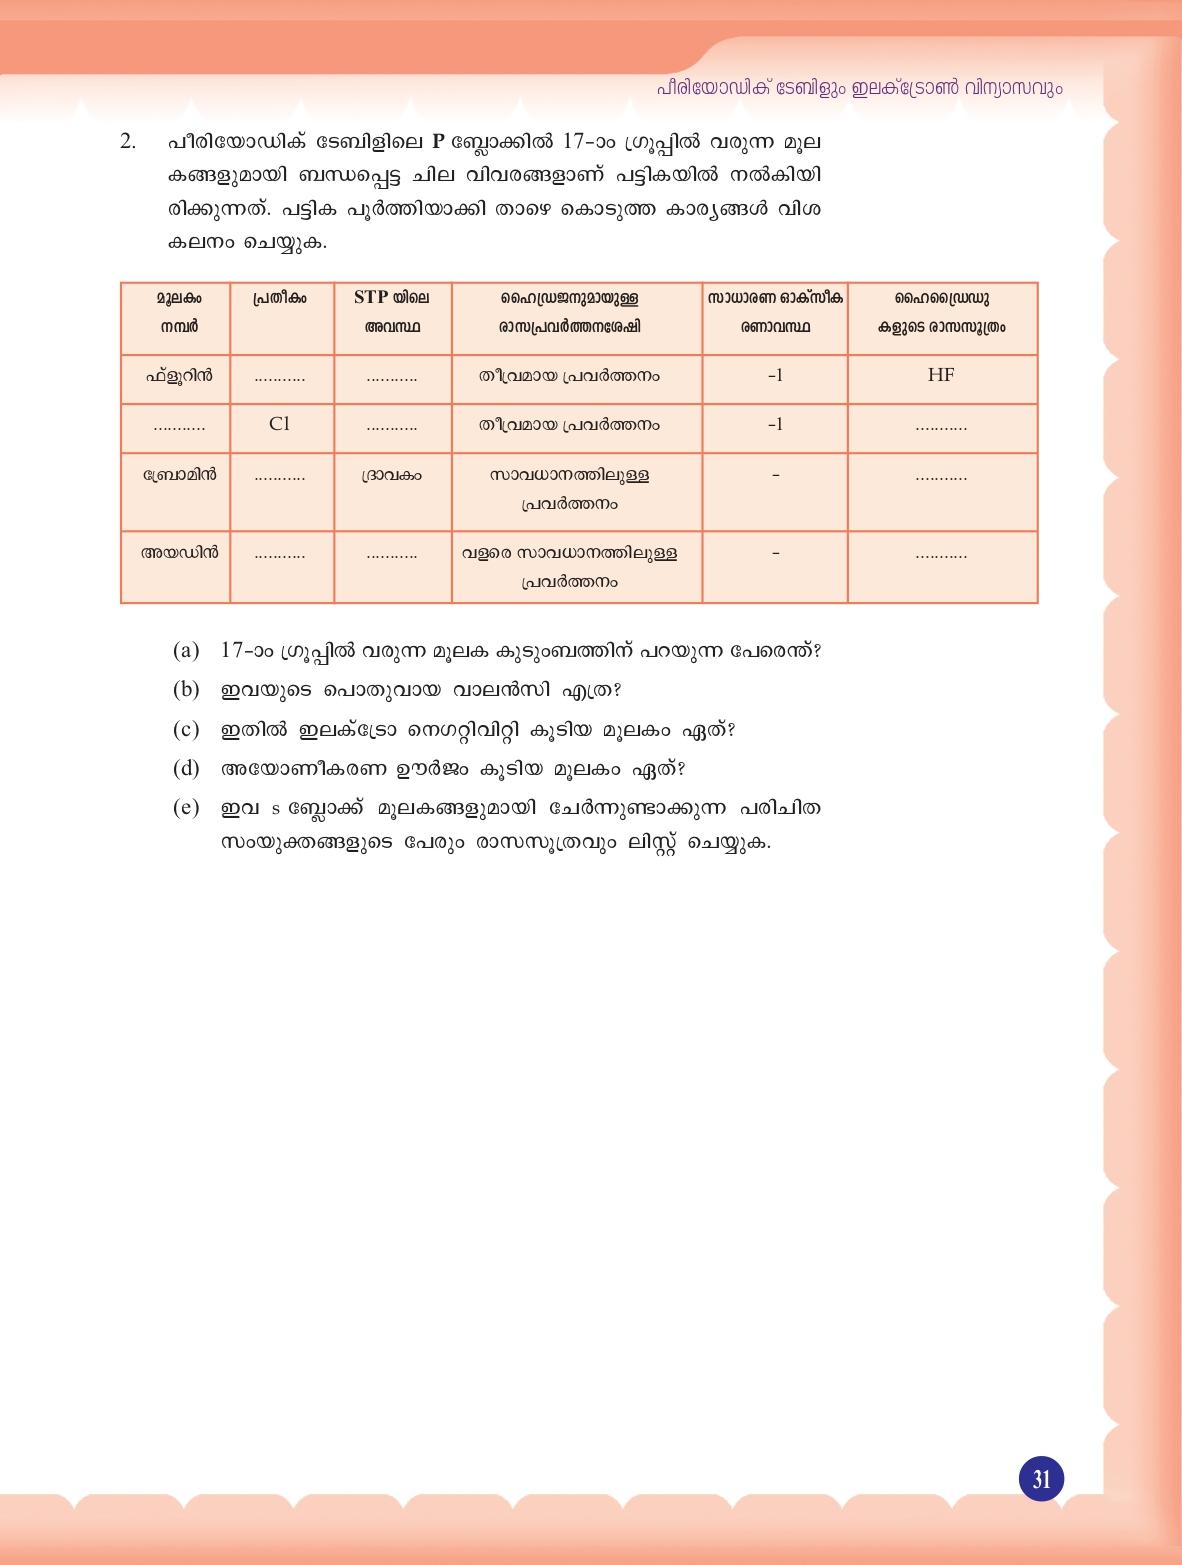 പീരിയോഡിക് ടേബിളും ഇലക്ട്രോൺ വിന്യാസവും
2. പീരിയോഡിക് ടേബിളിലെ P ബ്ലോക്കിൽ 17-ാം ഗ്രൂപ്പിൽ വരുന്ന മൂല
കങ്ങളുമായി ബന്ധപ്പെട്ട ചില വിവരങ്ങളാണ് പട്ടികയിൽ നൽകിയി
രിക്കുന്നത്. പട്ടിക പൂർത്തിയാക്കി താഴെ കൊടുത്ത കാര്യങ്ങൾ വിശ
കലനം ചെയ്യുക.
മൂലകം പ്രതീകം STP യിലെ ഹൈഡ്രജനുമായുള്ള സാധാരണ ഓക്സീക ഹൈഡ്രൈഡു
നമ്പർ അവസ്ഥ രാസപ്രവർത്തനശേഷി രണാവസ്ഥ കളുടെ രാസസൂത്രം
ഫ്ളൂറിൻ ........... ........... തീവ്രമായ പ്രവർത്തനം -1 HF
........... Cl ........... തീവ്രമായ പ്രവർത്തനം -1 ...........
ബ്രോമിൻ ........... ദ്രാവകം സാവധാനത്തിലുള്ള - ...........
പ്രവർത്തനം
അയഡിൻ ........... ........... വളരെ സാവധാനത്തിലുള്ള - ...........
പ്രവർത്തനം
(a) 17-ാം ഗ്രൂപ്പിൽ വരുന്ന മൂലക കുടുംബത്തിന് പറയുന്ന പേരെന്ത്?
(b) ഇവയുടെ പൊതുവായ വാലൻസി എത്ര?
(c) ഇതിൽ ഇലക്ട്രോ നെഗറ്റിവിറ്റി കൂടിയ മൂലകം ഏത്?
(d) അയോണീകരണ ഊർജം കൂടിയ മൂലകം ഏത്?
(e) ഇവ s ബ്ലോക്ക് മൂലകങ്ങളുമായി ചേർന്നുണ്ടാക്കുന്ന പരിചിത
സംയുക്തങ്ങളുടെ പേരും രാസസൂത്രവും ലിസ്റ്റ് ചെയ്യുക.
31